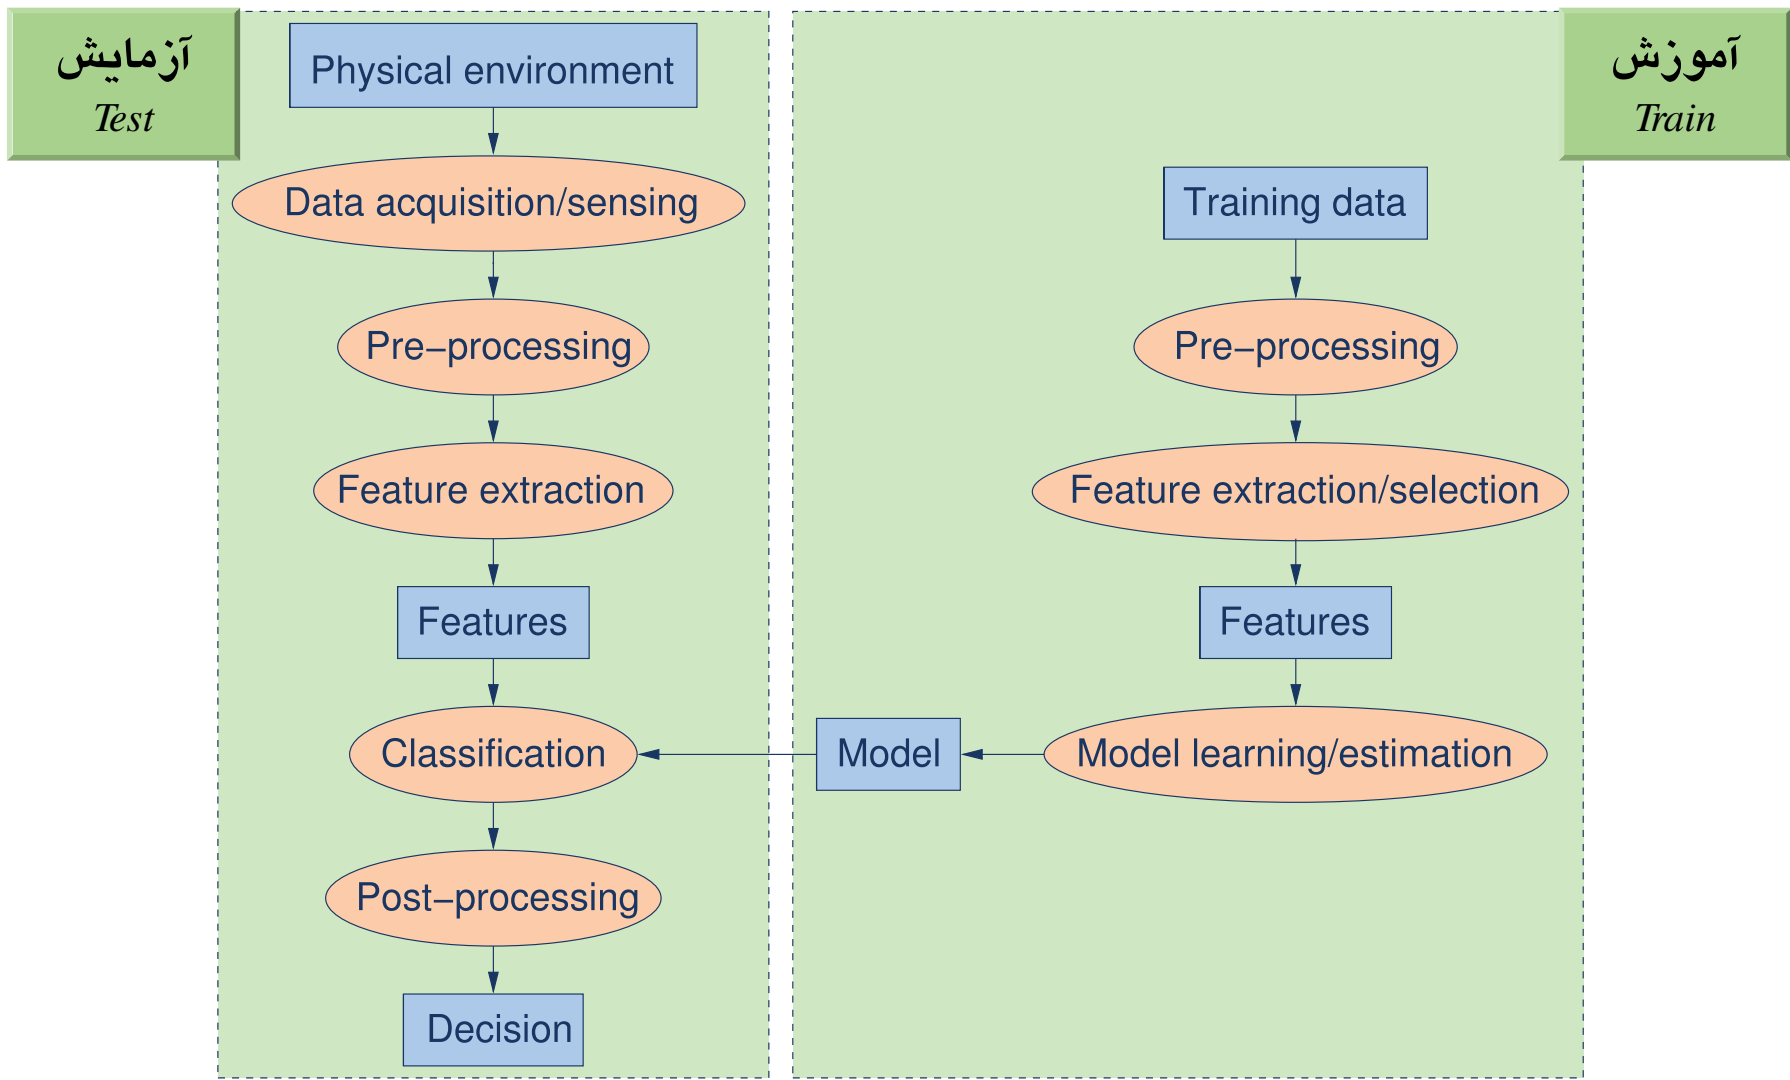 آزمایش
Test
Physical environment
Data acquisition/sensing
Pre−processing
Feature extraction
Features
Classification
Post−processing
Decision
آموزش
Train
Training data
Pre−processing
Feature extraction/selection
Features
Model learning/estimation
Model